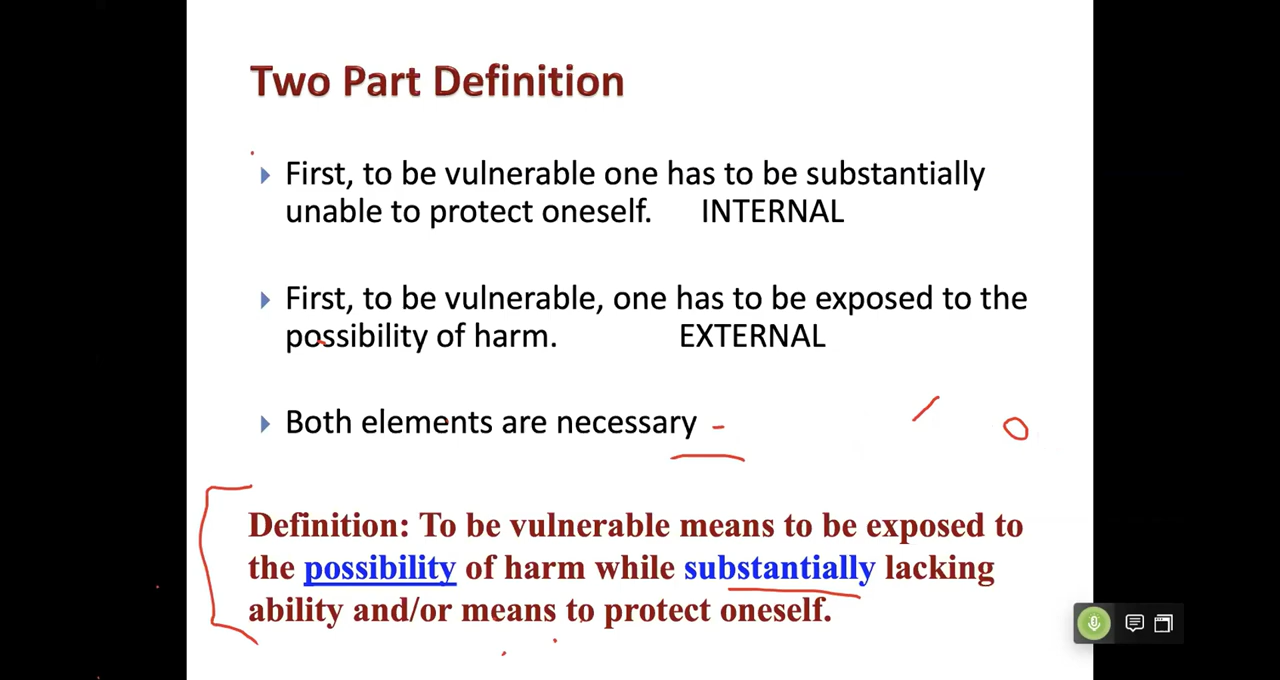 Two Part Definition
First, to be vulnerable one has to be substantially
unable to protect oneself. INTERNAL
First, to be vulnerable, one has to be exposed to the
possibility of harm. EXTERNAL
Both elements are necessary
Definition: To be vulnerable means to be exposed to
the possibility of harm while substantially lacking
ability and/or means to protect oneself.